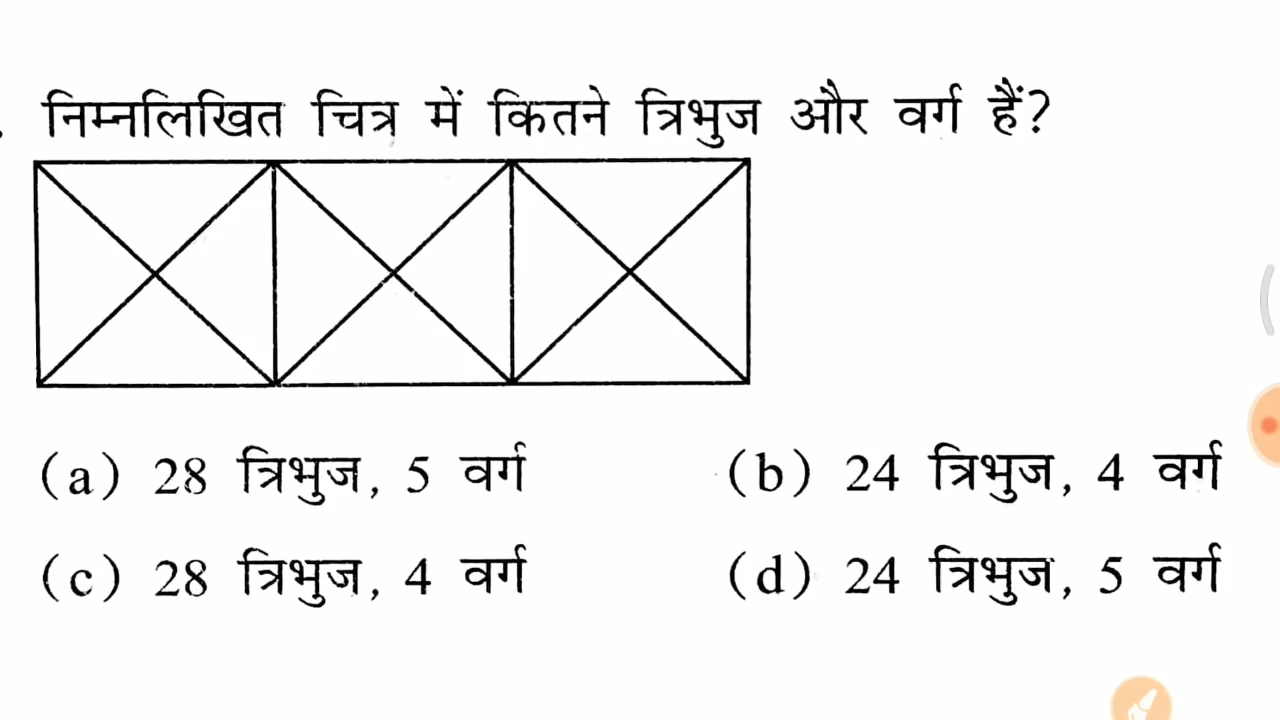 . निम्नलिखित चित्र में कितने त्रिभुज और वर्ग हैं?
(a) 28 त्रिभुज, 5 वर्ग (b) 24 त्रिभुज, 4 वर्ग
(c) 28 त्रिभुज, 4 वर्ग (d) 24 त्रिभुज, 5 वर्ग